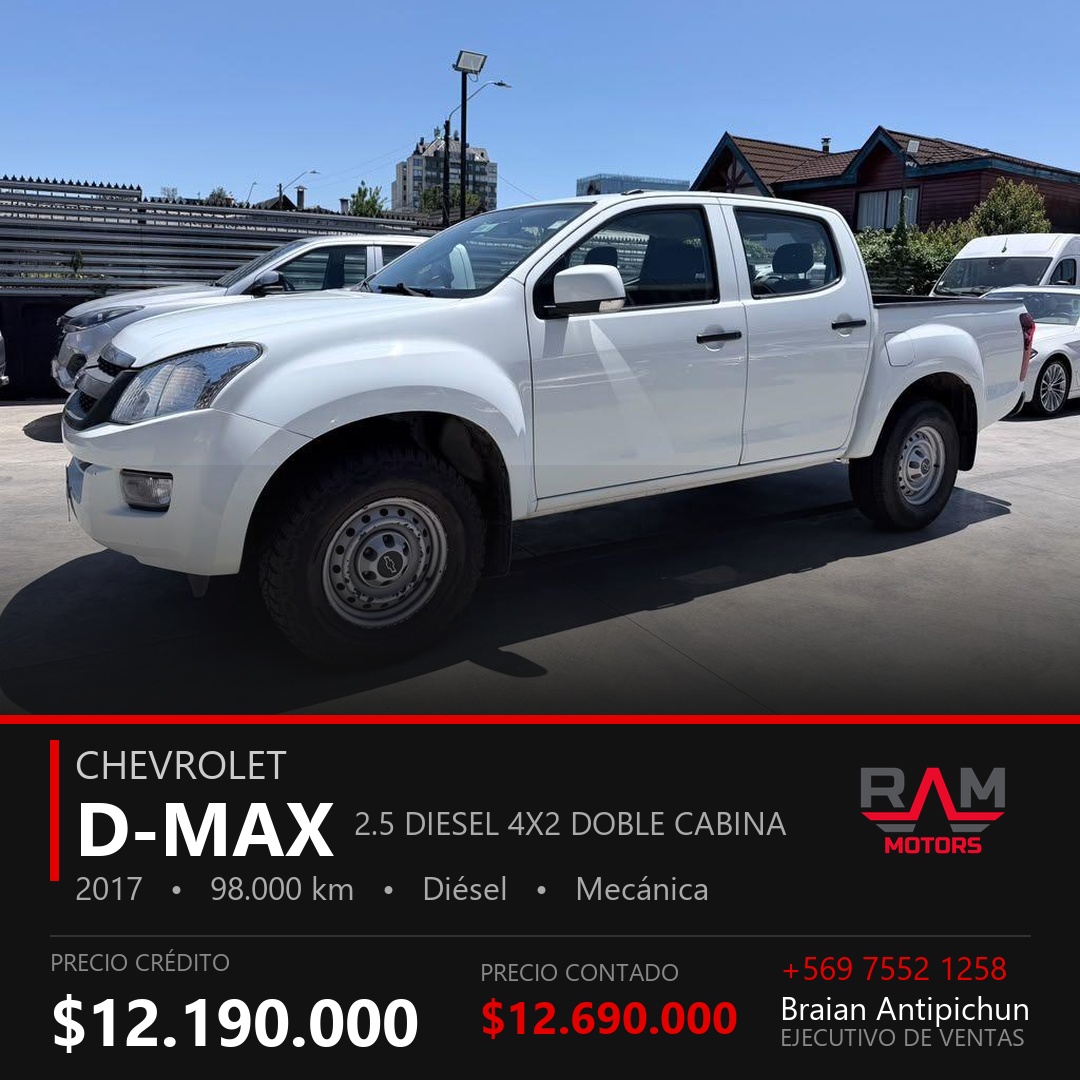 CHEVROLET
D-MAX 2.5 DIESEL 4X2 DOBLE CABINA
2017 • 98.000 km • Diésel • Mecánica
RAM
MOTORS
PRECIO CRÉDITO
$12.190.000
PRECIO CONTADO
$12.690.000
+569 7552 1258
Braian Antipichun
EJECUTIVO DE VENTAS